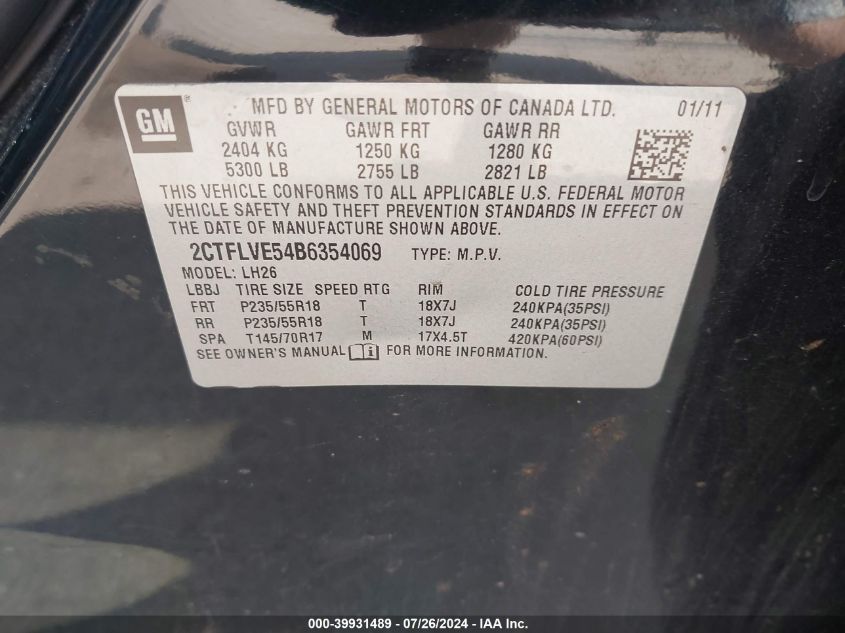 GM ® MFD BY GENERAL MOTORS OF CANADA LTD. 01/11
GVWR GAWR FRT GAWR RR
2404 KG 1250 KG 1280 KG
5300 LB 2755 LB 2821 LB
THIS VEHICLE CONFORMS TO ALL APPLICABLE U.S. FEDERAL MOTOR
VEHICLE SAFETY AND THEFT PREVENTION STANDARDS IN EFFECT ON
THE DATE OF MANUFACTURE SHOWN ABOVE.
2CTFLVE54B6354069 TYPE: M.P.V.
MODEL: LH26
LBBJ TIRE SIZE SPEED RTG RIM COLD TIRE PRESSURE
FRT P235/55R18 T 18X7J 240KPA(35PSI)
RR P235/55R18 T 18X7J 240KPA(35PSI)
SPA T145/70R17 M 17X4.5T 420KPA(60PSI)
SEE OWNER'S MANUAL FOR MORE INFORMATION.
000-39931489 - 07/26/2024 - IAA, Inc.